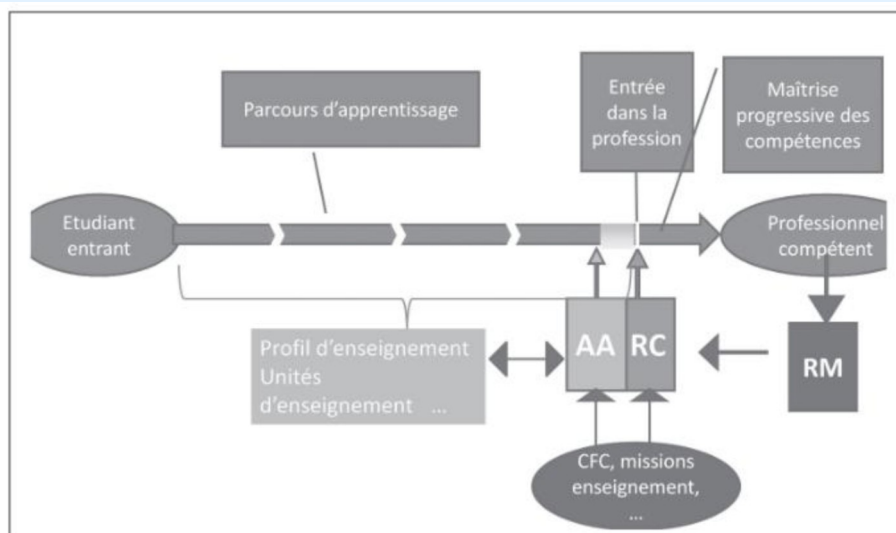 Parcours d'apprentissage
Entrée
dans la
profession
Maîtrise
progressive des
compétences
Etudiant
entrant
Professionnel
compétent
Profil d'enseignement
Unités
d'enseignement ...
AA
RC
RM
CFC, missions
enseignement,
...